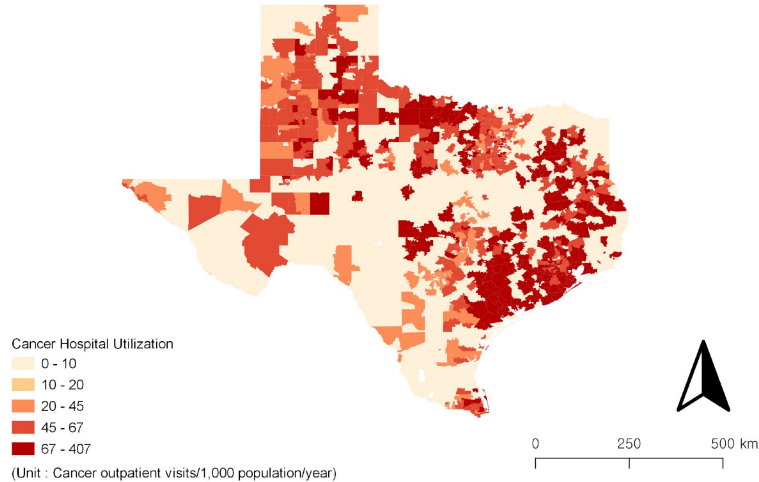 Cancer Hospital Utilization
0 - 10
10 - 20
20 - 45
45 - 67
67 - 407
(Unit : Cancer outpatient visits/1,000 population/year)
0 250 500 km